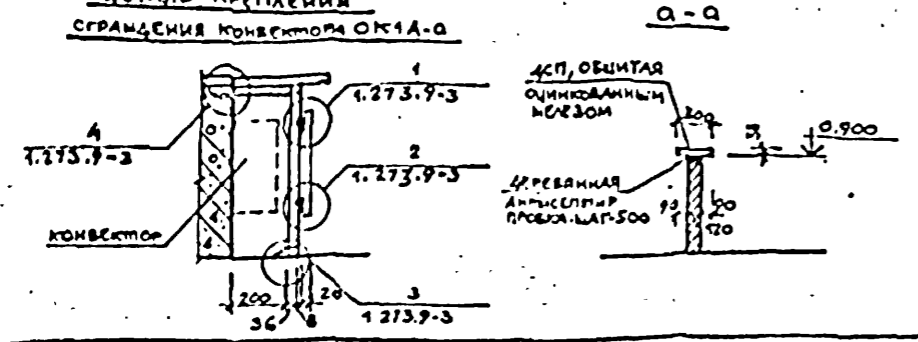 КРЕПЛЕНИЯ
ОГРАЖДЕНИЯ КОНВЕКТОРА ОК1А-а
а-а
1
1.273.9-3
4
1.273.9-3
2
1.273.9-3
КОНВЕКТОР
200
20
36
8
3
1.273.9-3
ДСП, ОБШИТАЯ
ОЦИНКОВАННЫМ
ЖЕЛЕЗОМ
200
0.900
ДЕРЕВЯННАЯ
АНТИСЕПТИР
ПРОБКА-ШАГ-500
90
120